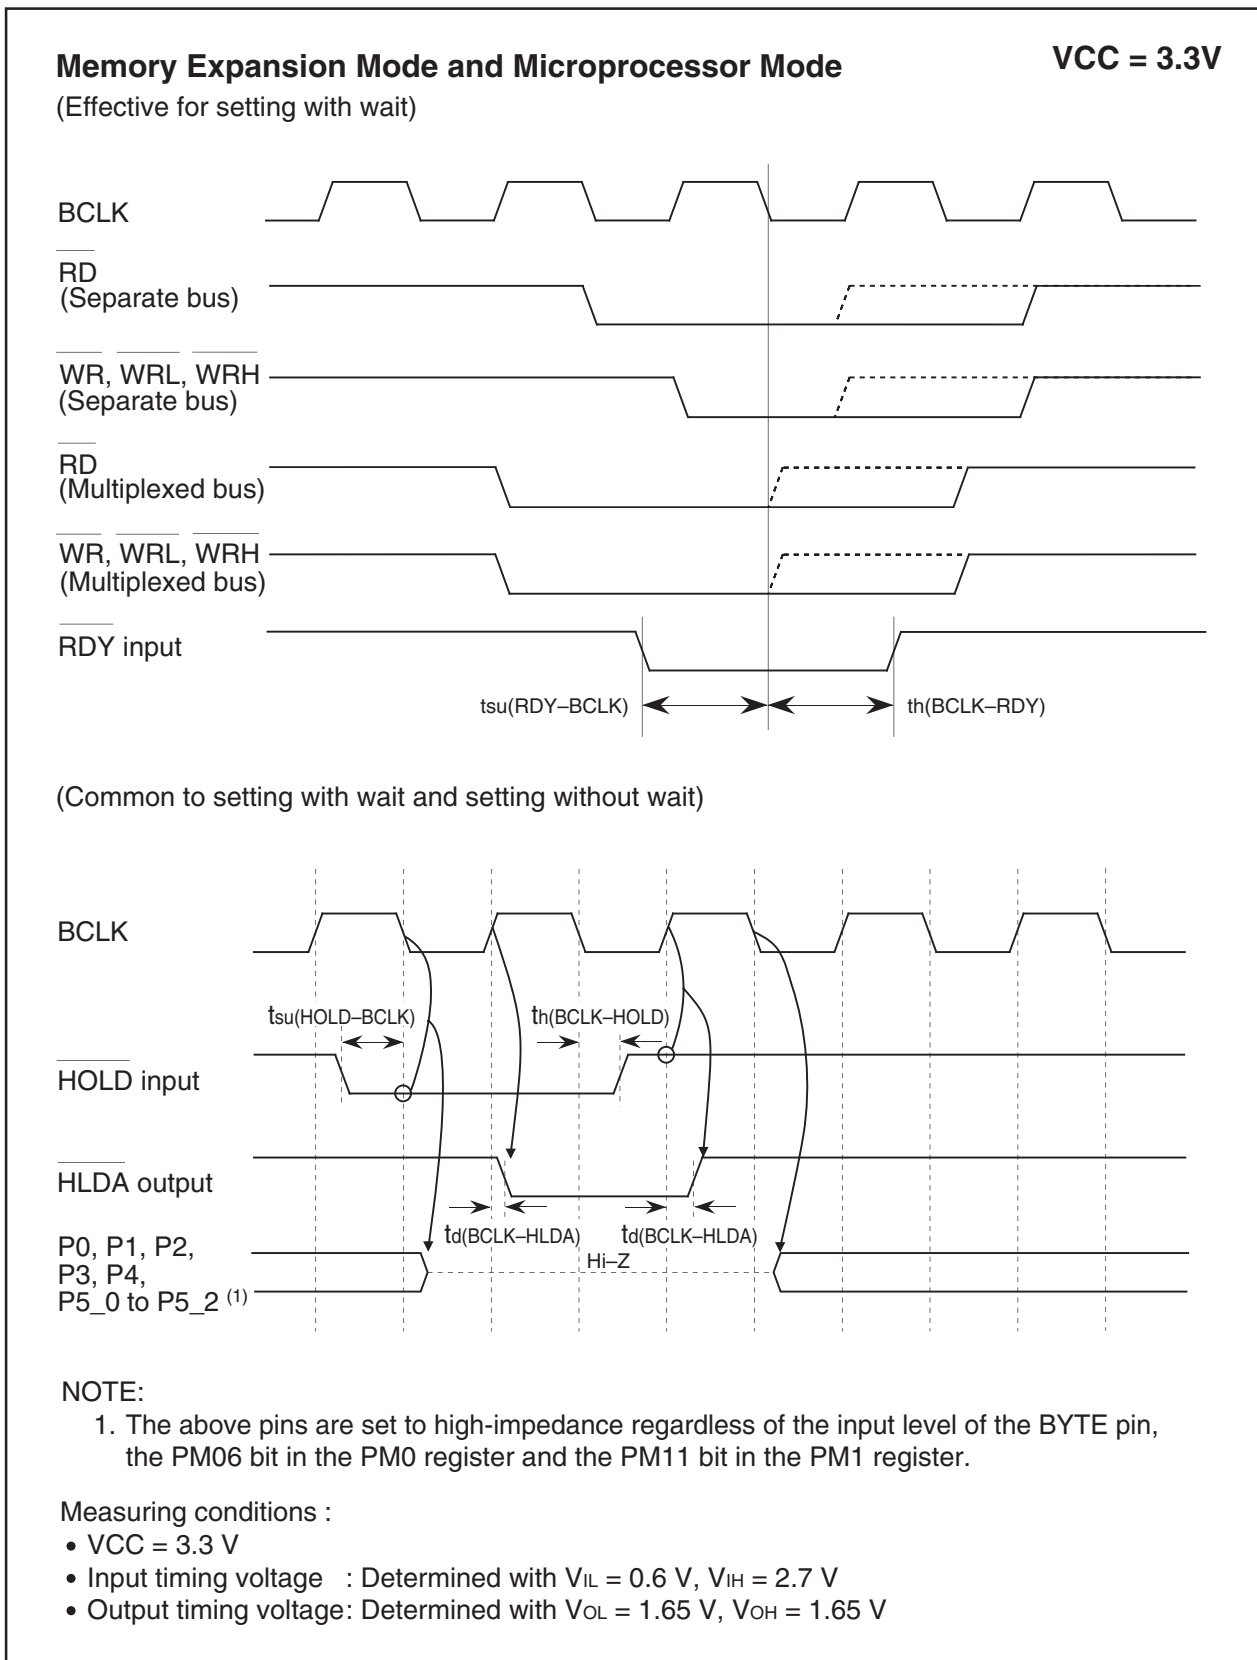 Memory Expansion Mode and Microprocessor Mode
VCC = 3.3V
(Effective for setting with wait)
BCLK
RD
(Separate bus)
WR, WRL, WRH
(Separate bus)
RD
(Multiplexed bus)
WR, WRL, WRH
(Multiplexed bus)
RDY input
tsu(RDY–BCLK)
th(BCLK–RDY)
(Common to setting with wait and setting without wait)
BCLK
tsu(HOLD–BCLK)
th(BCLK–HOLD)
HOLD input
HLDA output
td(BCLK–HLDA)
td(BCLK–HLDA)
P0, P1, P2,
P3, P4,
P5_0 to P5_2 (1)
Hi–Z
NOTE:
1. The above pins are set to high-impedance regardless of the input level of the BYTE pin,
the PM06 bit in the PM0 register and the PM11 bit in the PM1 register.
Measuring conditions :
• VCC = 3.3 V
• Input timing voltage : Determined with VIL = 0.6 V, VIH = 2.7 V
• Output timing voltage: Determined with VOL = 1.65 V, VOH = 1.65 V